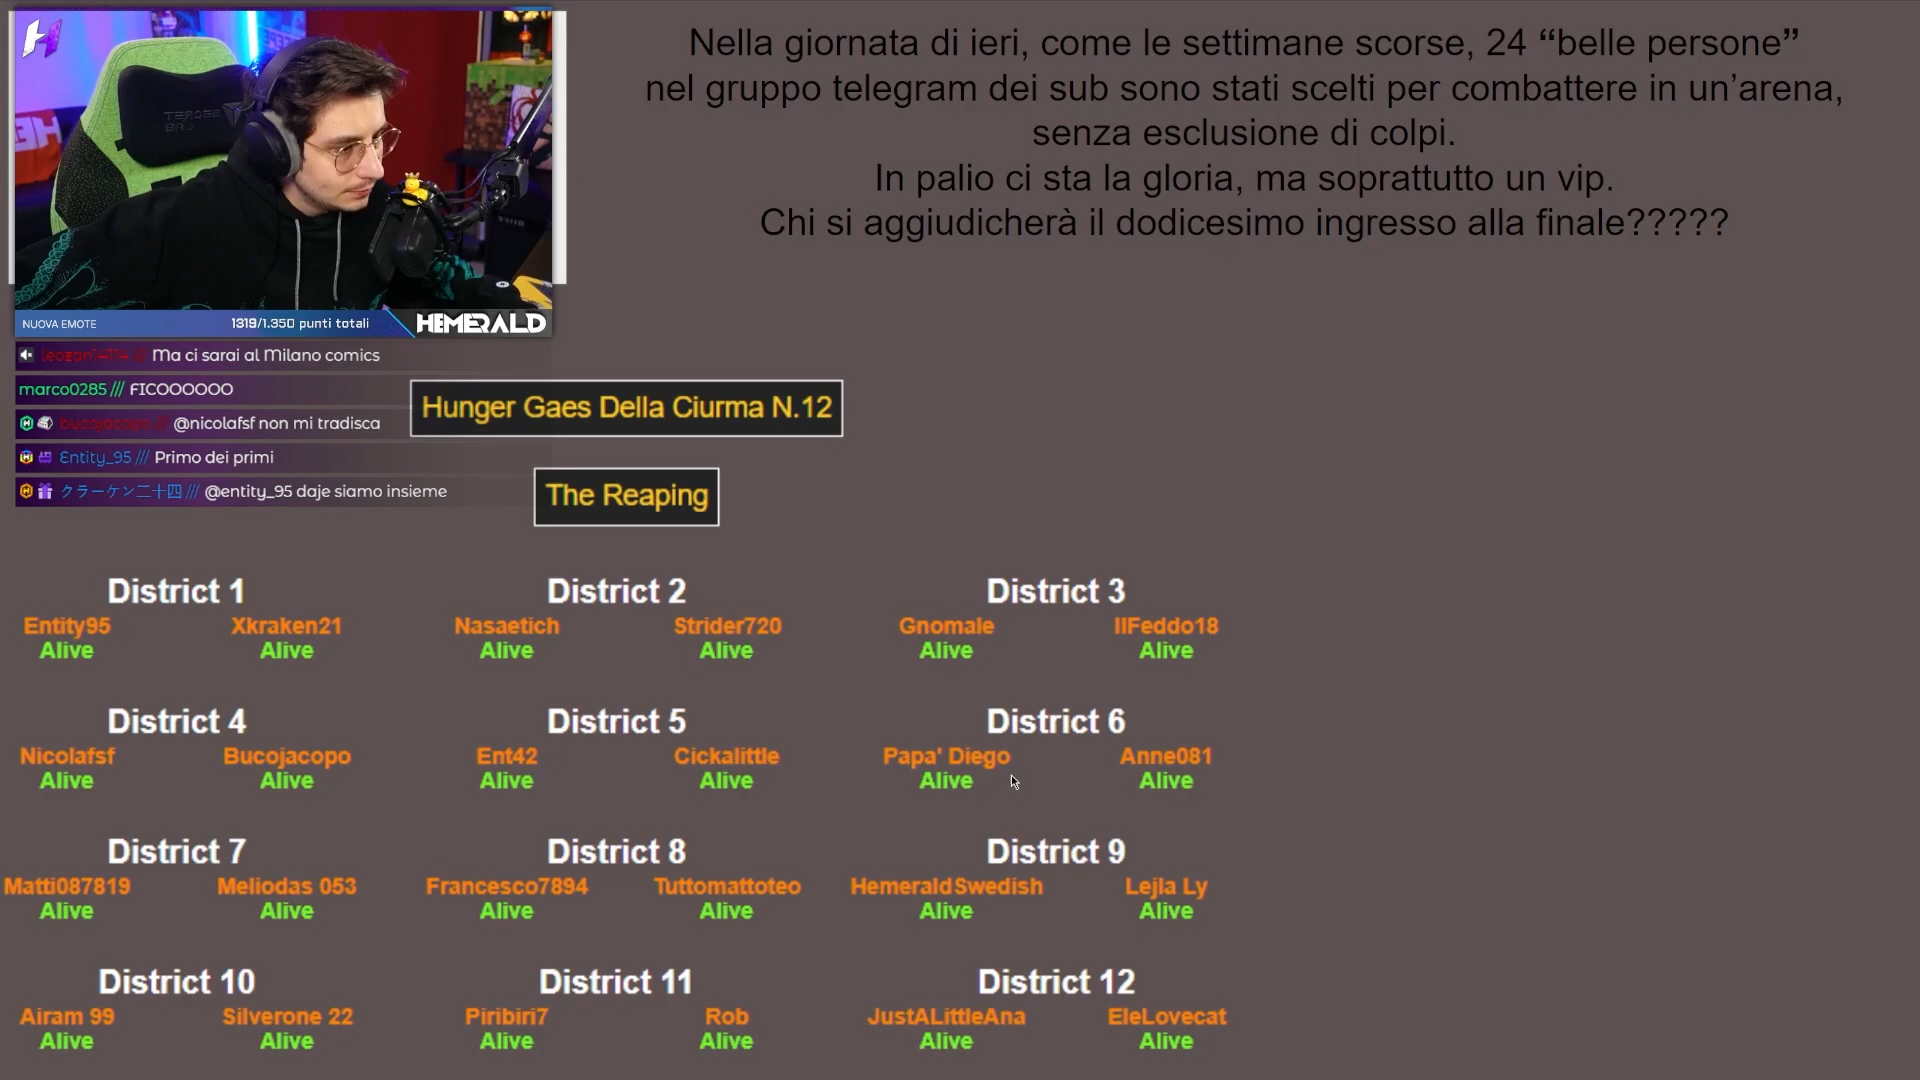 Nella giornata di ieri, come le settimane scorse, 24 “belle persone”
nel gruppo telegram dei sub sono stati scelti per combattere in un’arena,
senza esclusione di colpi.
In palio ci sta la gloria, ma soprattutto un vip.
Chi si aggiudicherà il dodicesimo ingresso alla finale?????
NUOVA EMOTE 1319/1.350 punti totali HEMERALD
Ma ci sarai al Milano comics
marco0285 /// FICOOOOOO
bucojacopo // @nicolafsf non mi tradisca
Entity_95 /// Primo dei primi
クラーケン二十四 /// @entity_95 daje siamo insieme
Hunger Gaes Della Ciurma N.12
The Reaping
District 1 District 2 District 3
Entity95 Xkraken21 Nasaetich Strider720 Gnomale IlFeddo18
Alive Alive Alive Alive Alive Alive
District 4 District 5 District 6
Nicolafsf Bucojacopo Ent42 Cickalittle Papa' Diego Anne081
Alive Alive Alive Alive Alive Alive
District 7 District 8 District 9
Matti087819 Meliodas 053 Francesco7894 Tuttomattoteo HemeraldSwedish Lejla Ly
Alive Alive Alive Alive Alive Alive
District 10 District 11 District 12
Airam 99 Silverone 22 Piribiri7 Rob JustALittleAna EleLovecat
Alive Alive Alive Alive Alive Alive